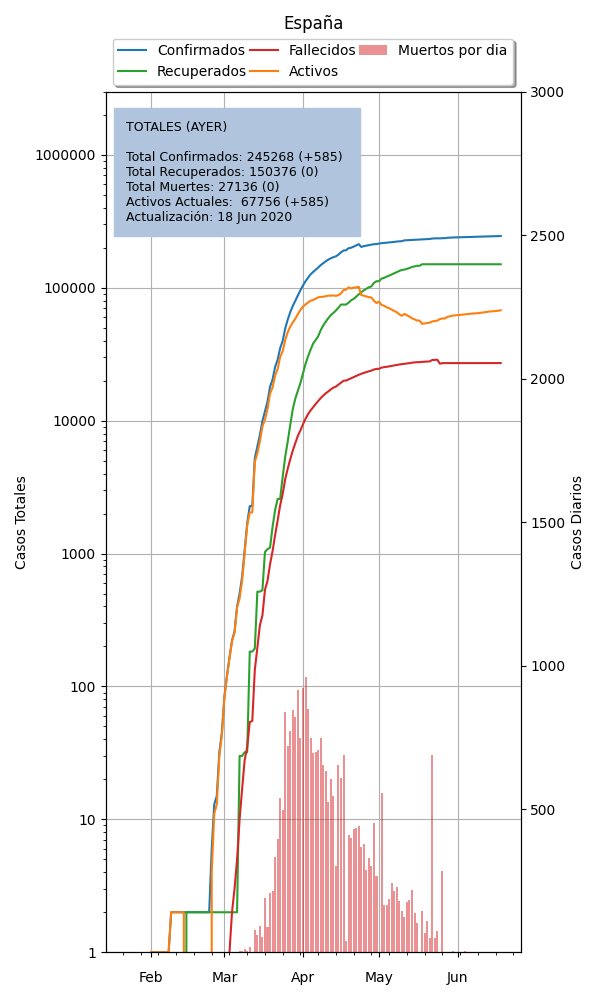 España
Confirmados
Fallecidos
Muertos por dia
Recuperados
Activos
TOTALES (AYER)
Total Confirmados: 245268 (+585)
Total Recuperados: 150376 (0)
Total Muertes: 27136 (0)
Activos Actuales:  67756 (+585)
Actualización: 18 Jun 2020
1000000
100000
10000
1000
100
10
1
Casos Totales
3000
2500
2000
1500
1000
500
Casos Diarios
Feb
Mar
Apr
May
Jun